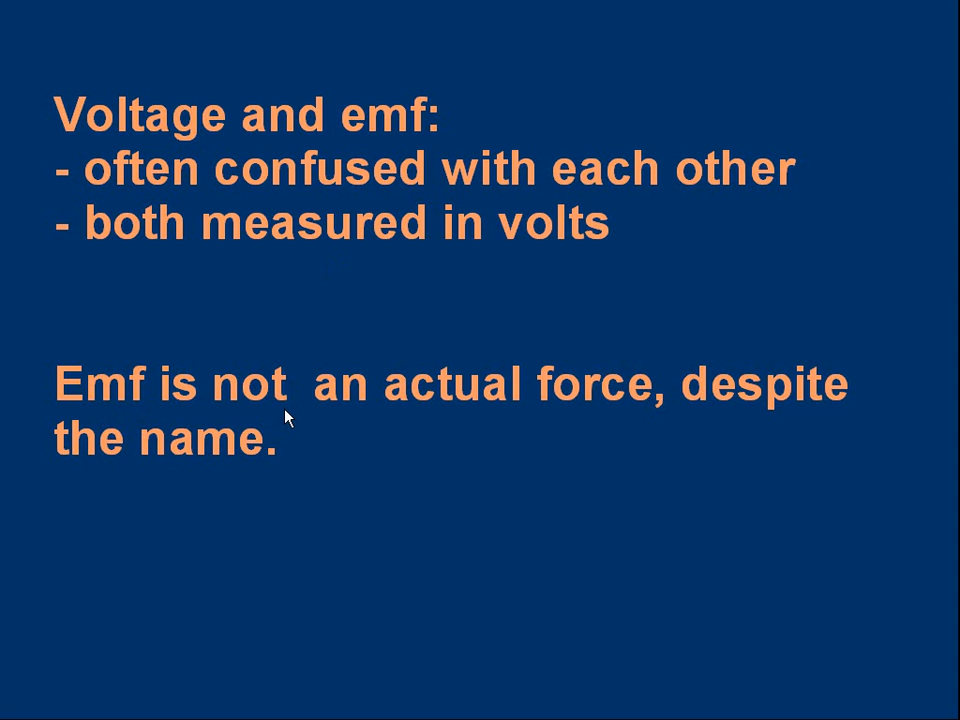 Voltage and emf:
- often confused with each other
- both measured in volts
Emf is not  an actual force, despite
the name.